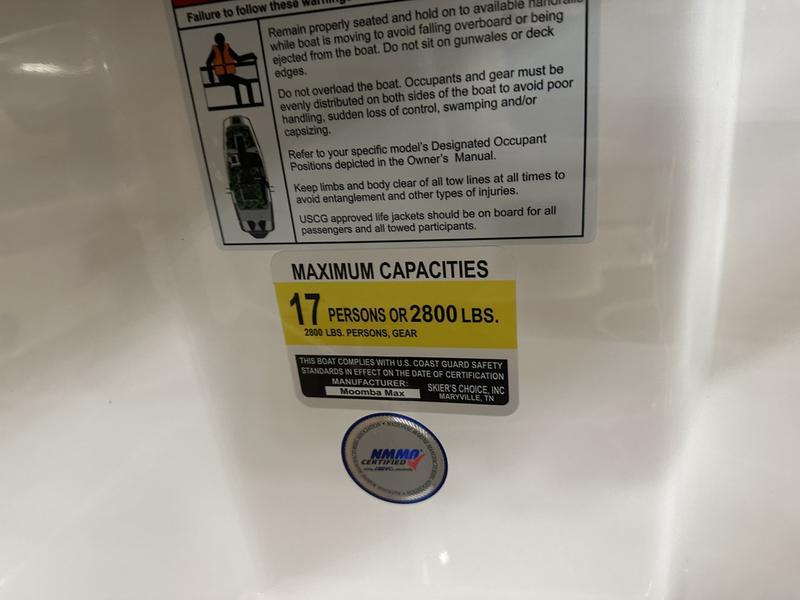 Failure to follow these warnings
Remain properly seated and hold on to available handrails
while boat is moving to avoid falling overboard or being
ejected from the boat. Do not sit on gunwales or deck
edges.
Do not overload the boat. Occupants and gear must be
evenly distributed on both sides of the boat to avoid poor
handling, sudden loss of control, swamping and/or
capsizing.
Refer to your specific model's Designated Occupant
Positions depicted in the Owner's Manual.
Keep limbs and body clear of all tow lines at all times to
avoid entanglement and other types of injuries.
USCG approved life jackets should be on board for all
passengers and all towed participants.
MAXIMUM CAPACITIES
17 PERSONS OR 2800 LBS.
2800 LBS. PERSONS, GEAR
THIS BOAT COMPLIES WITH U.S. COAST GUARD SAFETY
STANDARDS IN EFFECT ON THE DATE OF CERTIFICATION
MANUFACTURER:
Moomba Max
SKIER'S CHOICE, INC
MARYVILLE, TN
NMMA
CERTIFIED